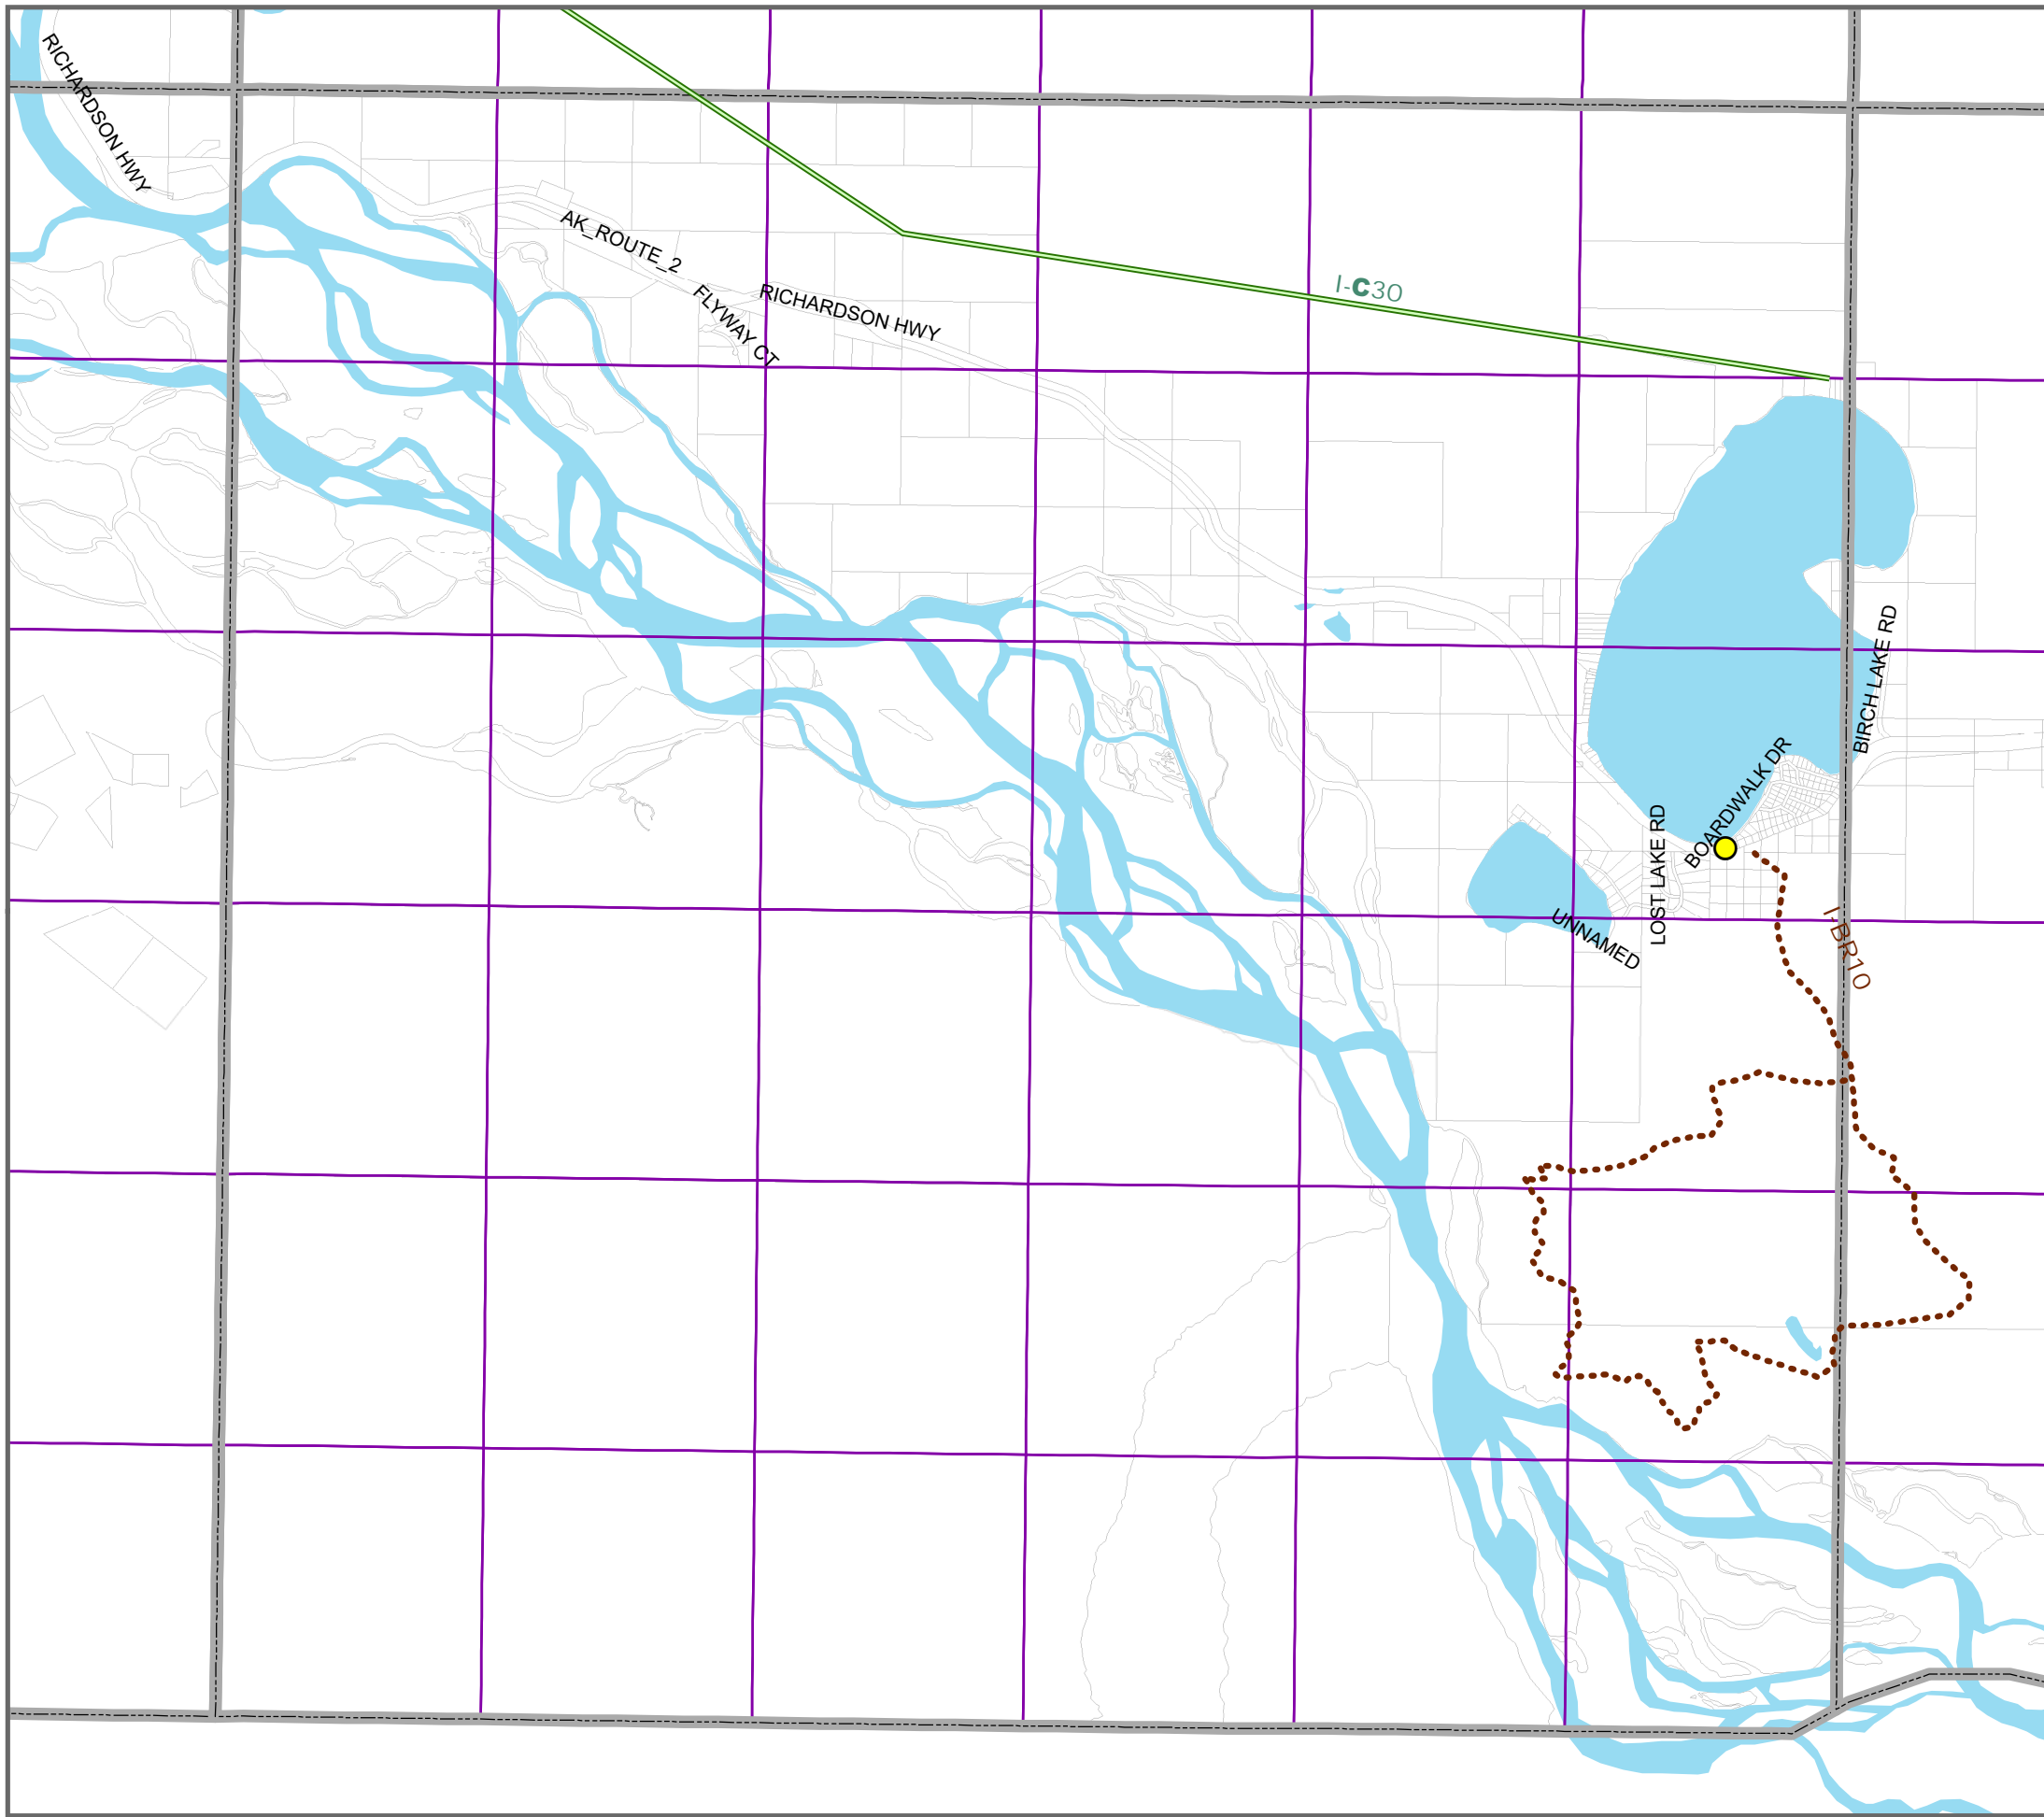 RICHARDSON HWY
AK_ROUTE_2
FLYWAY CT
RICHARDSON HWY
I-C30
BIRCH LAKE RD
BOARDWALK DR
LOST LAKE RD
UNNAMED
I-BR10